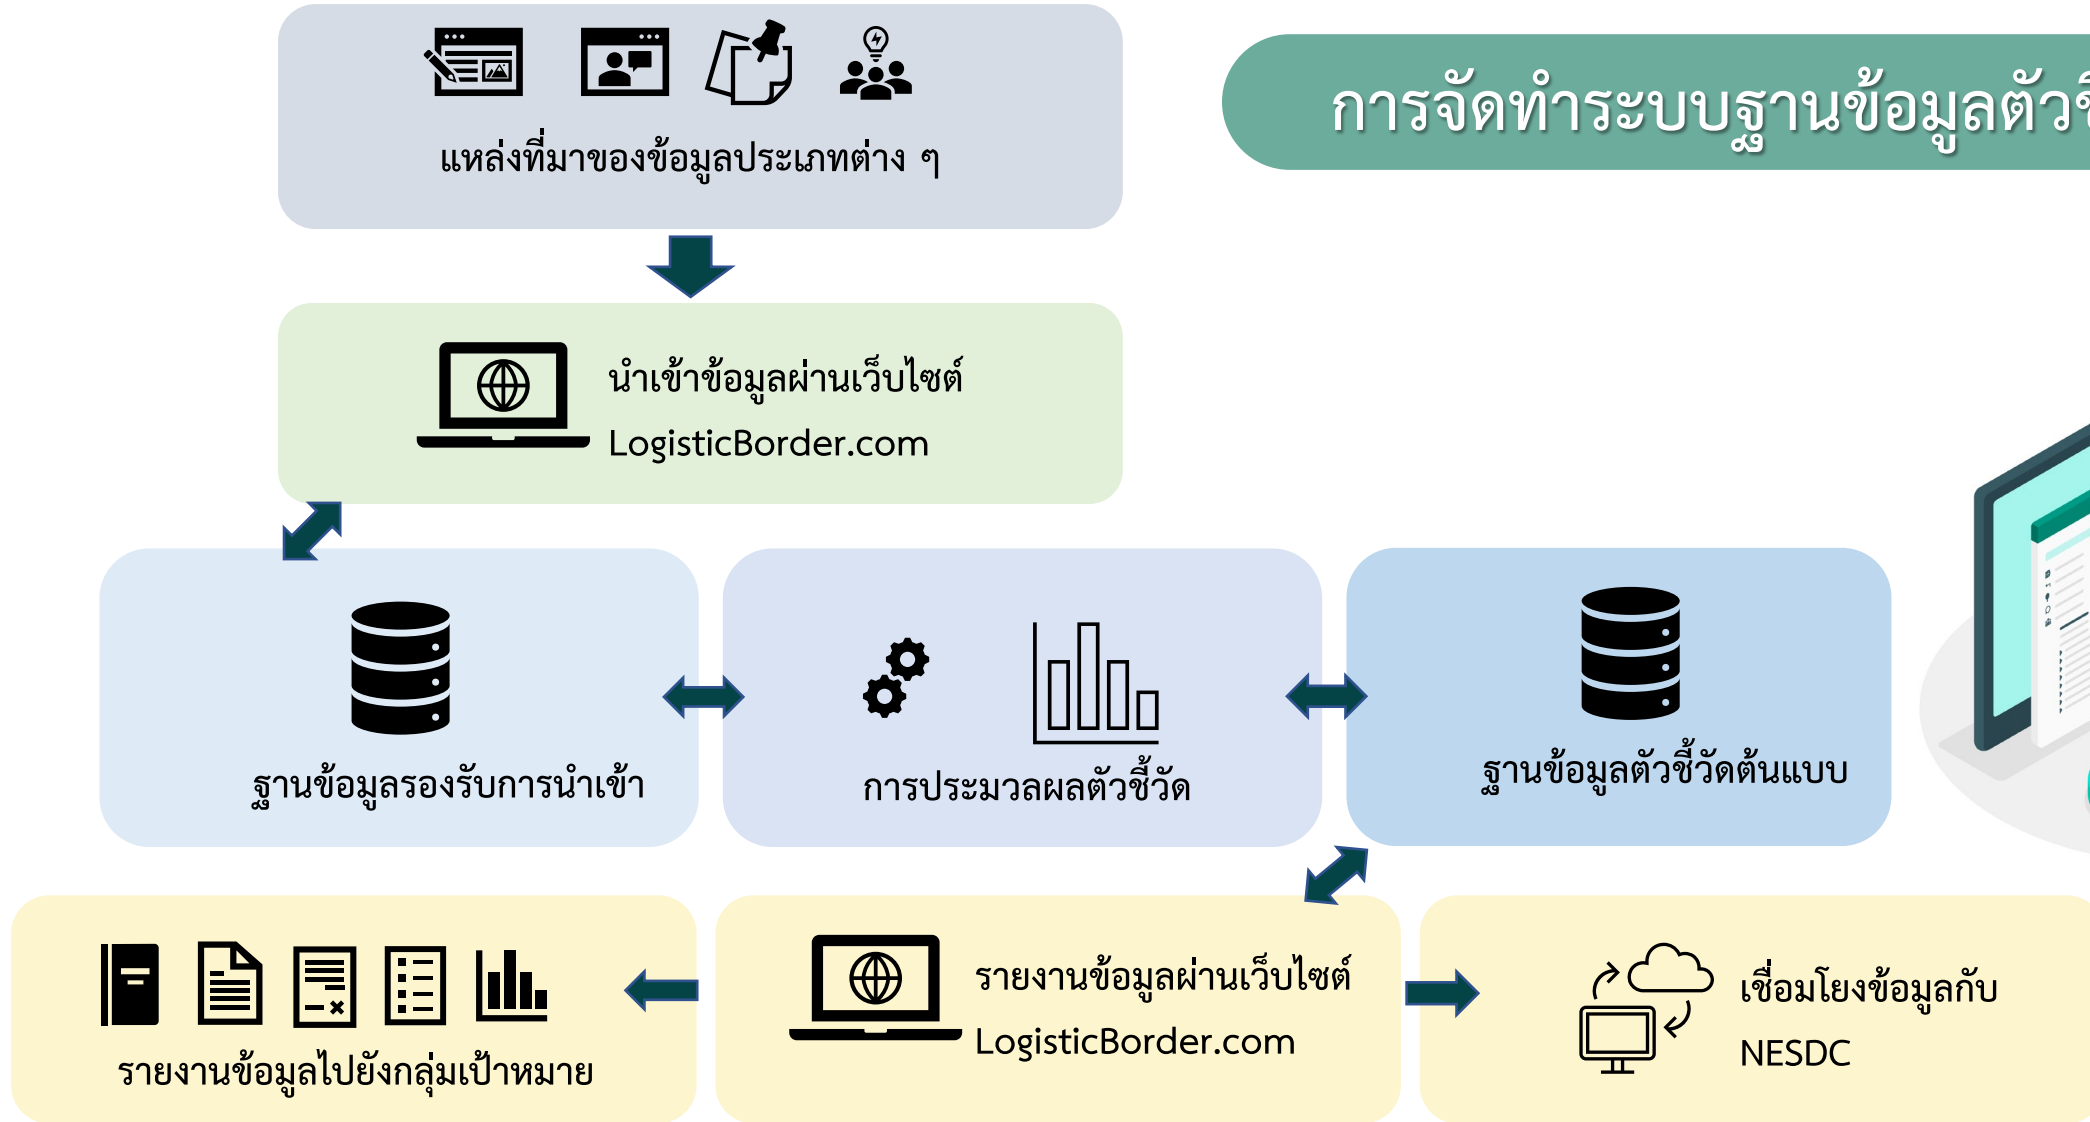 แหล่งที่มาของข้อมูลประเภทต่าง ๆ
การจัดทำระบบฐานข้อมูลตัวชี
นำเข้าข้อมูลผ่านเว็บไซต์
LogisticBorder.com
ฐานข้อมูลรองรับการนำเข้า
การประมวลผลตัวชี้วัด
ฐานข้อมูลตัวชี้วัดต้นแบบ
รายงานข้อมูลไปยังกลุ่มเป้าหมาย
รายงานข้อมูลผ่านเว็บไซต์
LogisticBorder.com
เชื่อมโยงข้อมูลกับ
NESDC